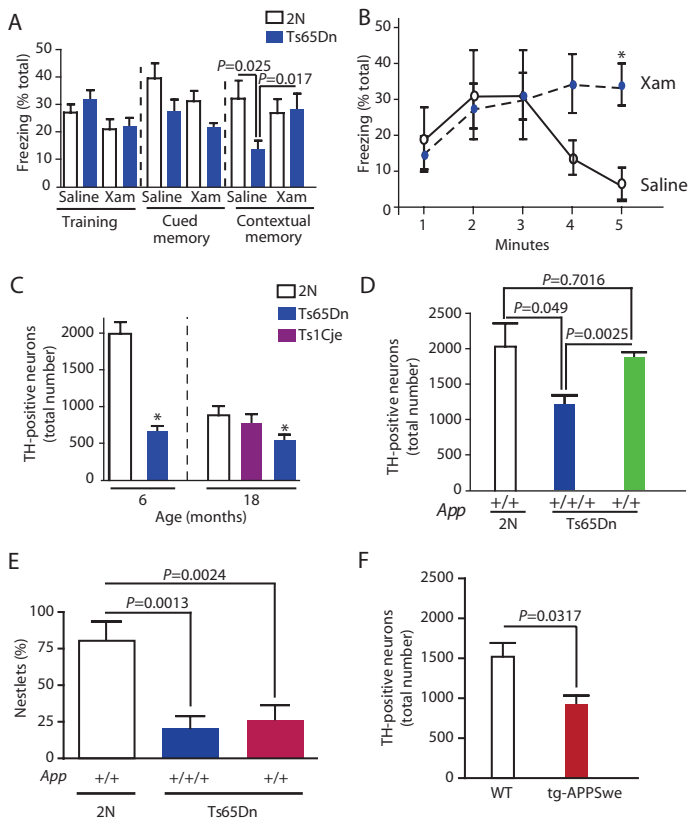 A
2N
Ts65Dn
Freezing (% total)
50
40
30
20
10
0
P=0.025
P=0.017
Saline Xam Saline Xam Saline Xam
Training
Cued
memory
Contextual
memory
B
Freezing (% total)
40
30
20
10
0
*
Xam
Saline
1 2 3 4 5
Minutes
C
2N
Ts65Dn
Ts1Cje
TH-positive neurons
(total number)
2000
1500
1000
500
0
*
*
6 18
Age (months)
D
TH-positive neurons
(total number)
2500
2000
1500
1000
500
0
P=0.7016
P=0.049
P=0.0025
App +/+ +/+/+ +/+
2N Ts65Dn
E
Nestlets (%)
100
75
50
25
0
P=0.0024
P=0.0013
App +/+ +/+/+ +/+
2N Ts65Dn
F
TH-positive neurons
(total number)
2500
2000
1500
1000
500
0
P=0.0317
WT tg-APPSwe